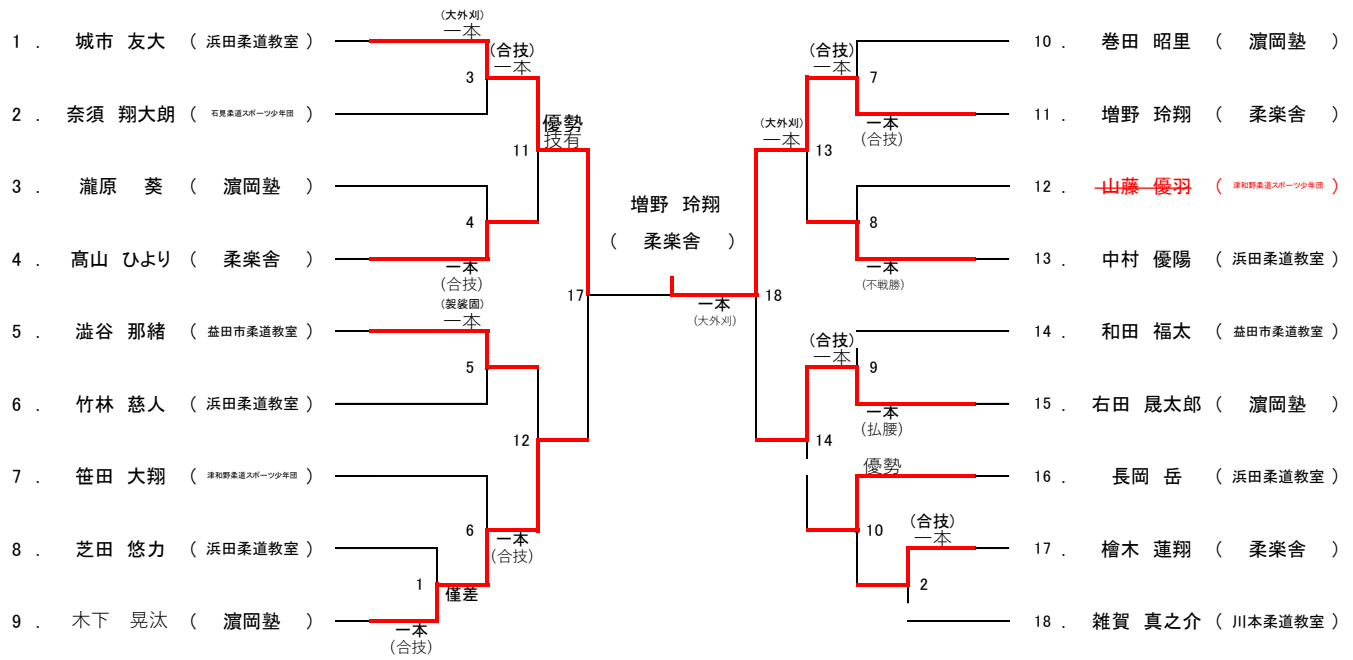 1 . 城市 友大 ( 浜田柔道教室 )
2 . 奈須 翔大朗 ( 石見柔道スポーツ少年団 )
3 . 瀧原 葵 ( 濵岡塾 )
4 . 髙山 ひより ( 柔楽舎 )
5 . 澁谷 那緒 ( 益田市柔道教室 )
6 . 竹林 慈人 ( 浜田柔道教室 )
7 . 笹田 大翔 ( 津和野柔道スポーツ少年団 )
8 . 芝田 悠力 ( 浜田柔道教室 )
9 . 木下 晃汰 ( 濵岡塾 )
(大外刈)
一本
3
(合技)
一本
11
優勢
技有
4
一本
(合技)
17
(袈裟固)
一本
5
12
6
一本
(合技)
1
僅差
一本
(合技)
増野 玲翔
( 柔楽舎 )
一本
(大外刈)
18
(大外刈)
一本
13
(合技)
一本
7
一本
(合技)
8
一本
(不戦勝)
(合技)
一本
9
一本
(払腰)
14
優勢
10
(合技)
一本
2
10 . 巻田 昭里 ( 濵岡塾 )
11 . 増野 玲翔 ( 柔楽舎 )
12 . 山藤 優羽 ( 津和野柔道スポーツ少年団 )
13 . 中村 優陽 ( 浜田柔道教室 )
14 . 和田 福太 ( 益田市柔道教室 )
15 . 右田 晟太郎 ( 濵岡塾 )
16 . 長岡 岳 ( 浜田柔道教室 )
17 . 檜木 蓮翔 ( 柔楽舎 )
18 . 雑賀 真之介 ( 川本柔道教室 )